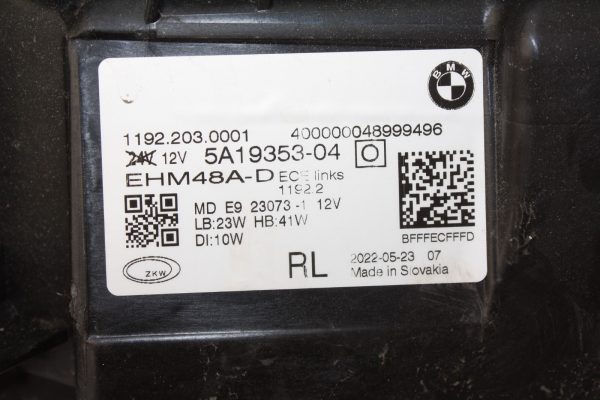 BMW
1192.203.0001 400000048999496
24V 12V 5A19353-04
EHM48A-D ECE links
1192.2
MD E9 23073-1 12V
LB:23W HB:41W
DI:10W
BFFFECFFFD
ZKW
RL
2022-05-23 07
Made in Slovakia